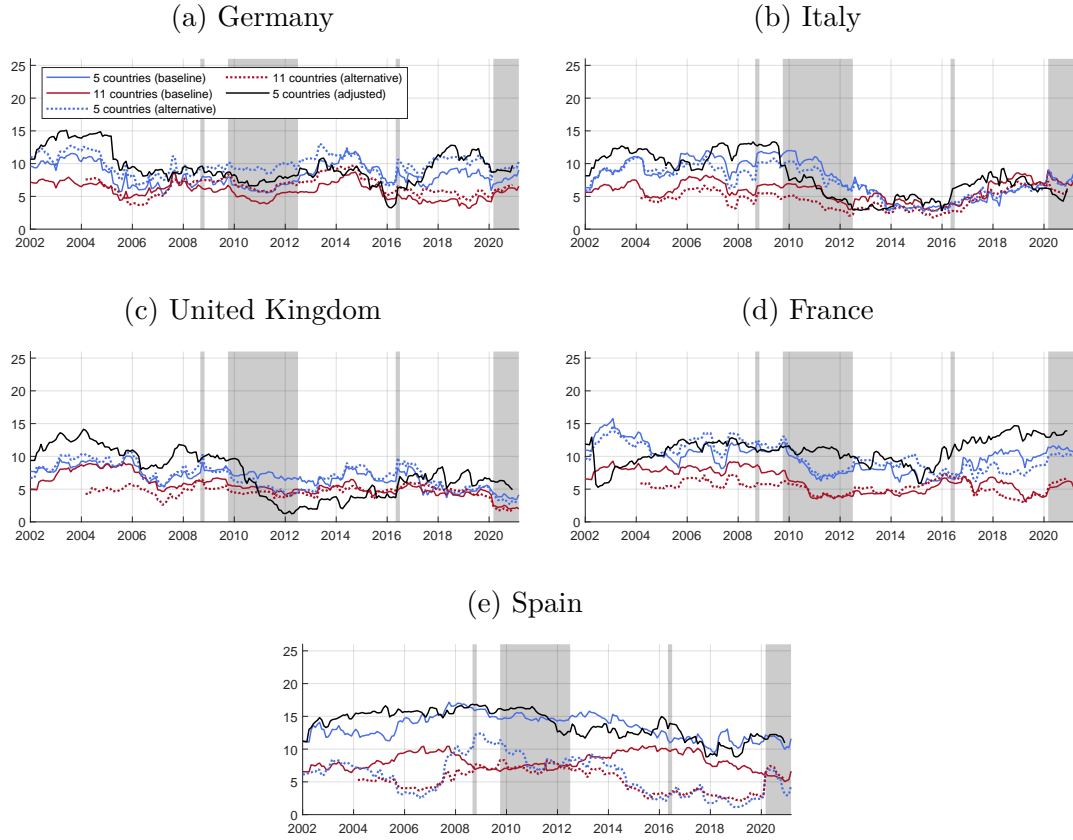 (a) Germany
(b) Italy
25
20
15
10
5
0
5 countries (baseline)
11 countries (baseline)
5 countries (alternative)
11 countries (alternative)
5 countries (adjusted)
2002 2004 2006 2008 2010 2012 2014 2016 2018 2020
25
20
15
10
5
0
2002 2004 2006 2008 2010 2012 2014 2016 2018 2020
(c) United Kingdom
(d) France
25
20
15
10
5
0
2002 2004 2006 2008 2010 2012 2014 2016 2018 2020
25
20
15
10
5
0
2002 2004 2006 2008 2010 2012 2014 2016 2018 2020
(e) Spain
25
20
15
10
5
0
2002 2004 2006 2008 2010 2012 2014 2016 2018 2020